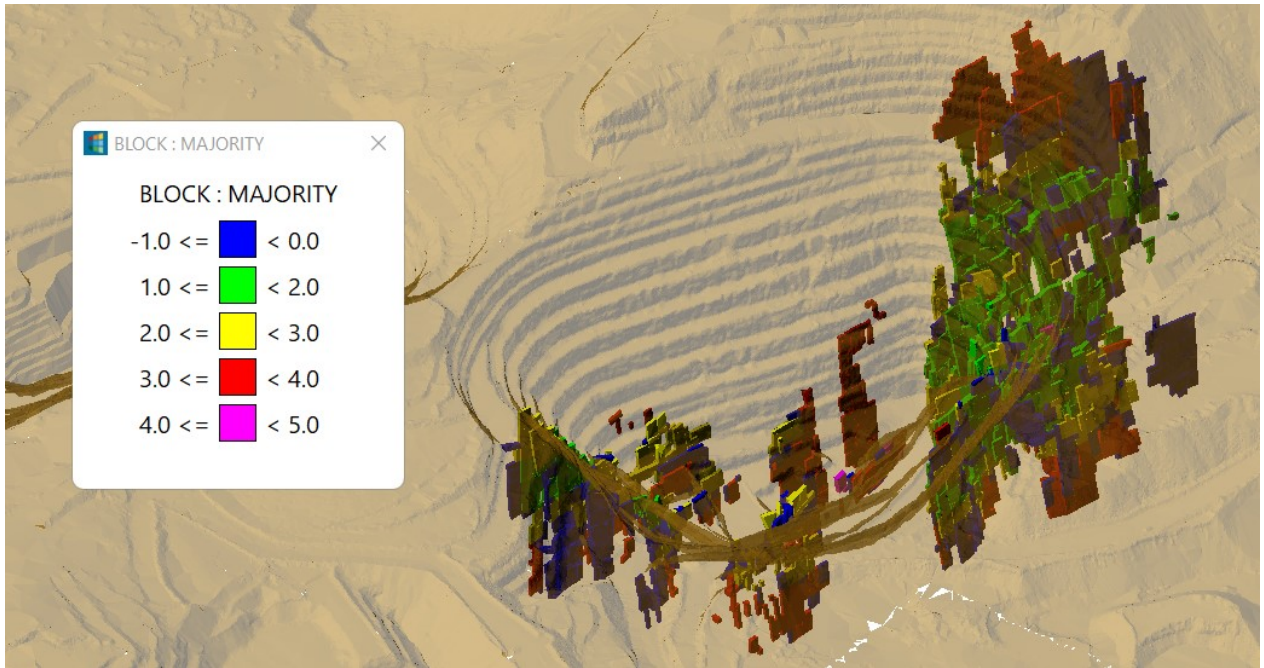 BLOCK : MAJORITY
BLOCK : MAJORITY
-1.0 <= < 0.0
1.0 <= < 2.0
2.0 <= < 3.0
3.0 <= < 4.0
4.0 <= < 5.0